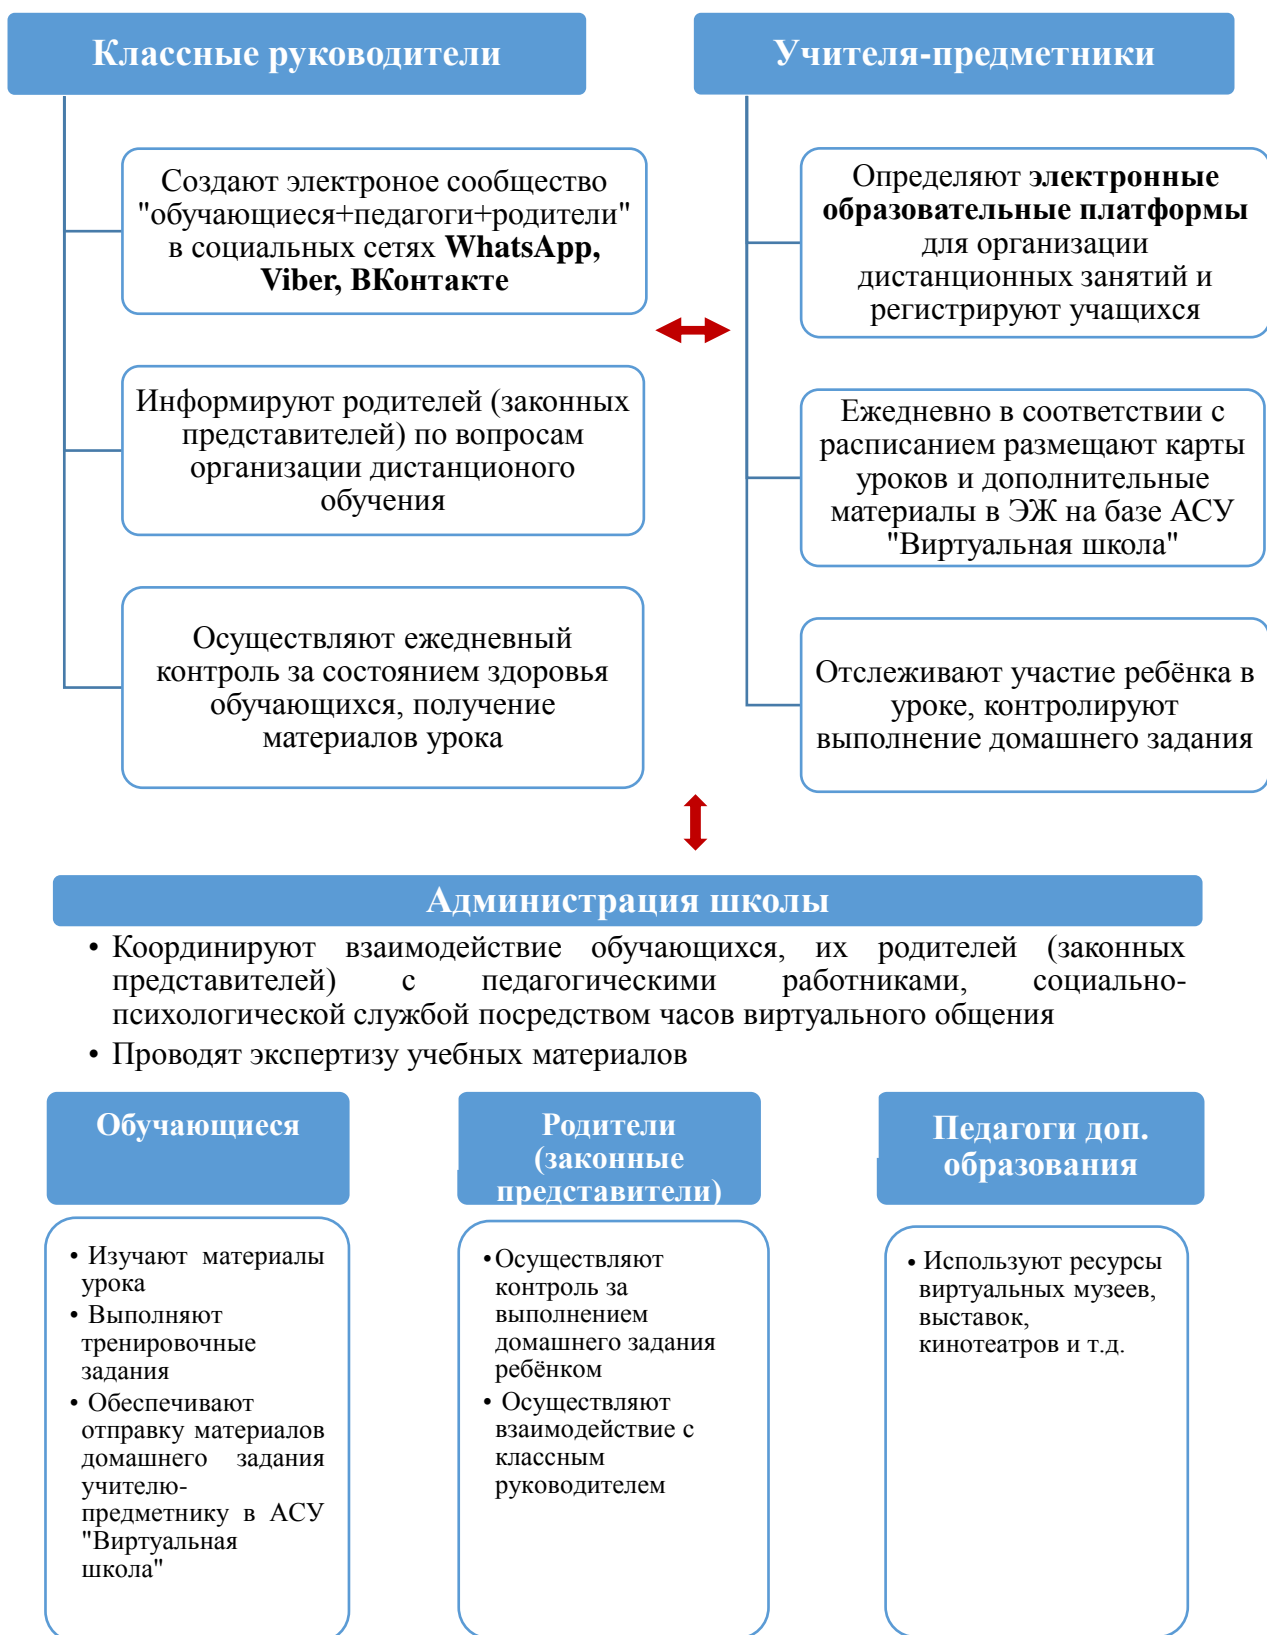 Классные руководители
Создают электроное сообщество
"обучающиеся+педагоги+родители"
в социальных сетях WhatsApp,
Viber, ВКонтакте
Информируют родителей (законных
представителей) по вопросам
организации дистанционого
обучения
Осуществляют ежедневный
контроль за состоянием здоровья
обучающихся, получение
материалов урока
Учителя-предметники
Определяют электронные
образовательные платформы
для организации
дистанционных занятий и
регистрируют учащихся
Ежедневно в соответствии с
расписанием размещают карты
уроков и дополнительные
материалы в ЭЖ на базе АСУ
"Виртуальная школа"
Отслеживают участие ребёнка в
уроке, контролируют
выполнение домашнего задания
Администрация школы
• Координируют взаимодействие обучающихся, их родителей (законных
представителей) с педагогическими работниками, социально-
психологической службой посредством часов виртуального общения
• Проводят экспертизу учебных материалов
Обучающиеся
• Изучают материалы
урока
• Выполняют
тренировочные
задания
• Обеспечивают
отправку материалов
домашнего задания
учителю-
предметнику в АСУ
"Виртуальная
школа"
Родители
(законные
представители)
• Осуществляют
контроль за
выполнением
домашнего задания
ребёнком
• Осуществляют
взаимодействие с
классным
руководителем
Педагоги доп.
образования
• Используют ресурсы
виртуальных музеев,
выставок,
кинотеатров и т.д.